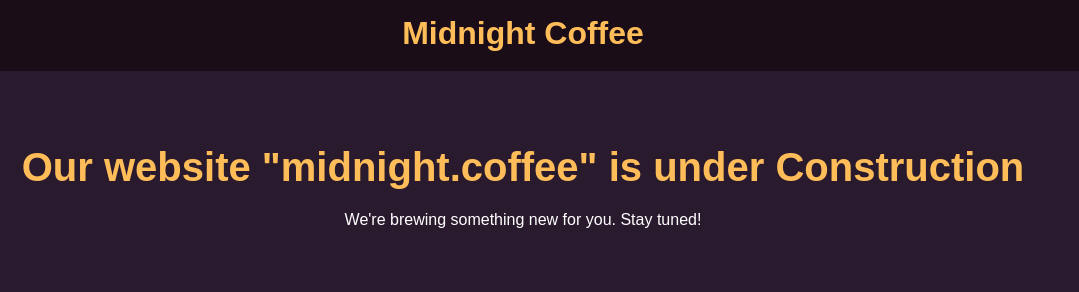 Midnight Coffee
Our website "midnight.coffee" is under Construction
We're brewing something new for you. Stay tuned!